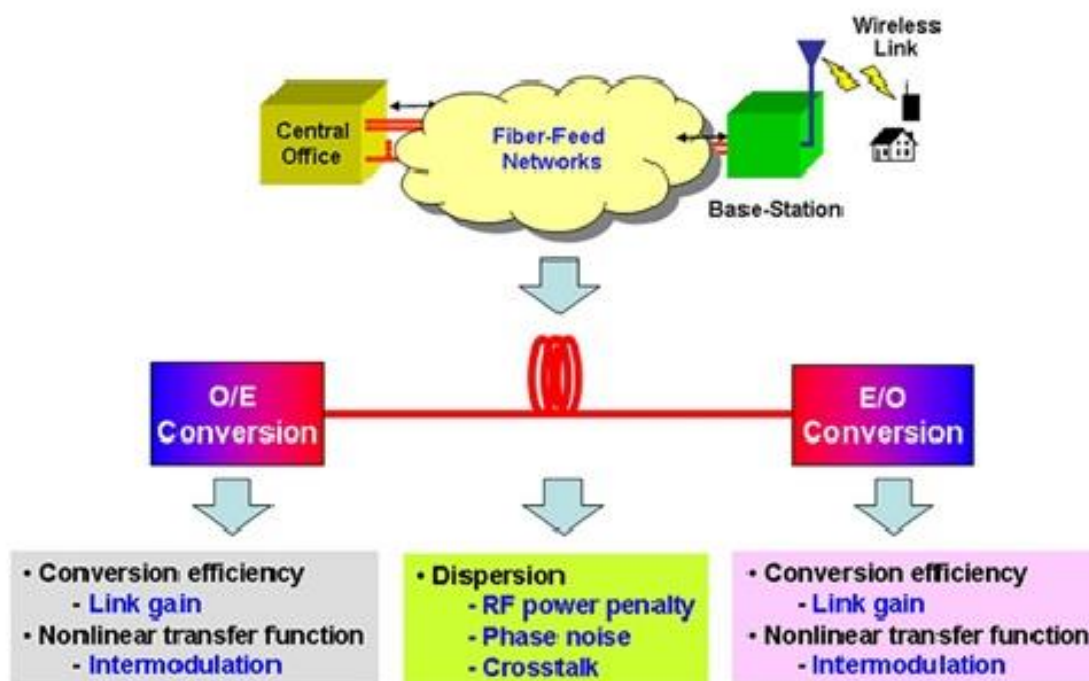 Wireless
Link
Central
Office
Fiber-Feed
Networks
Base-Station
O/E
Conversion
E/O
Conversion
• Conversion efficiency
- Link gain
• Nonlinear transfer function
- Intermodulation
• Dispersion
- RF power penalty
- Phase noise
- Crosstalk
• Conversion efficiency
- Link gain
• Nonlinear transfer function
- Intermodulation